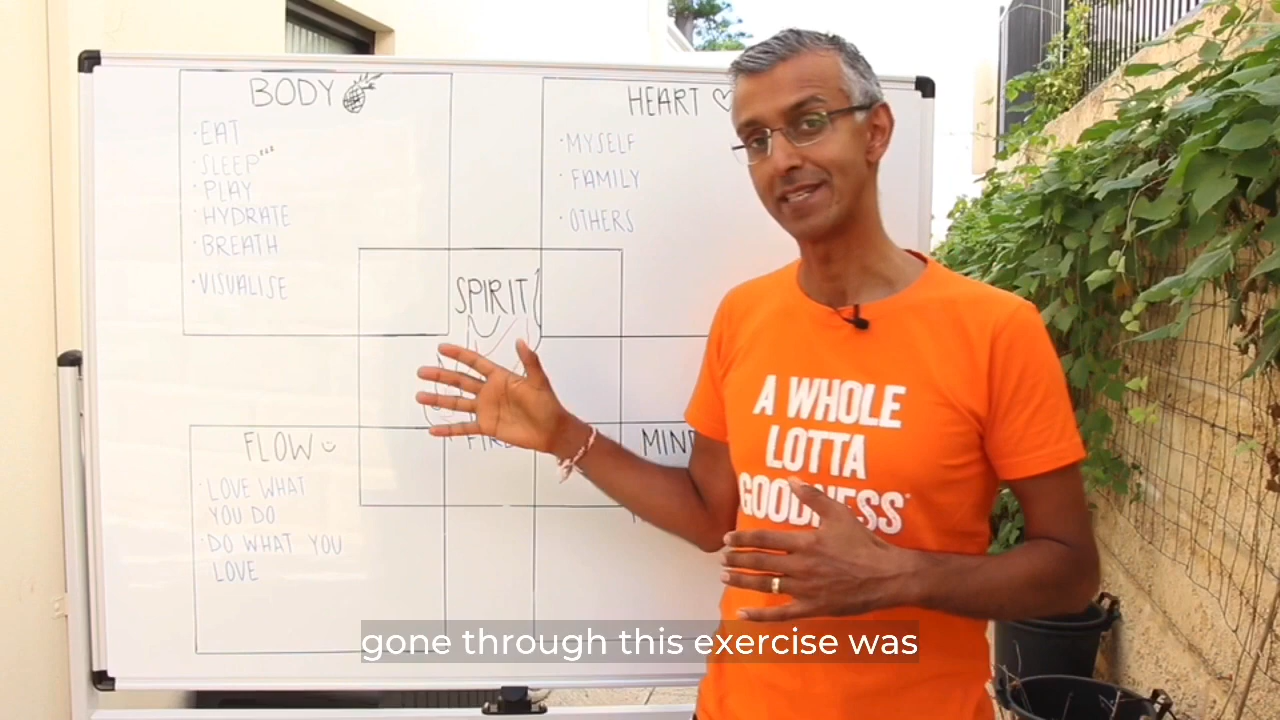 BODY
· EAT
· SLEEP
· PLAY
· HYDRATE
· BREATH
· VISUALISE
HEART
· MYSELF
· FAMILY
· OTHERS
SPIRIT
FLOW
· LOVE WHAT
YOU DO
· DO WHAT YOU
LOVE
A WHOLE
LOTTA
GOODNESS
gone through this exercise was